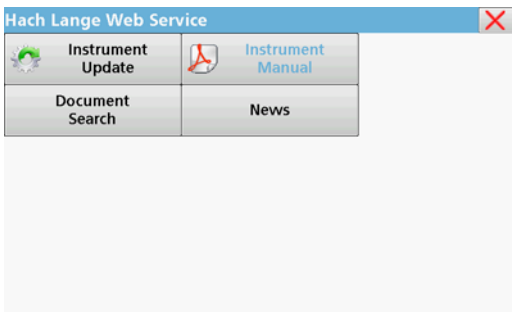 Hach Lange Web Service
Instrument
Update
Instrument
Manual
Document
Search
News